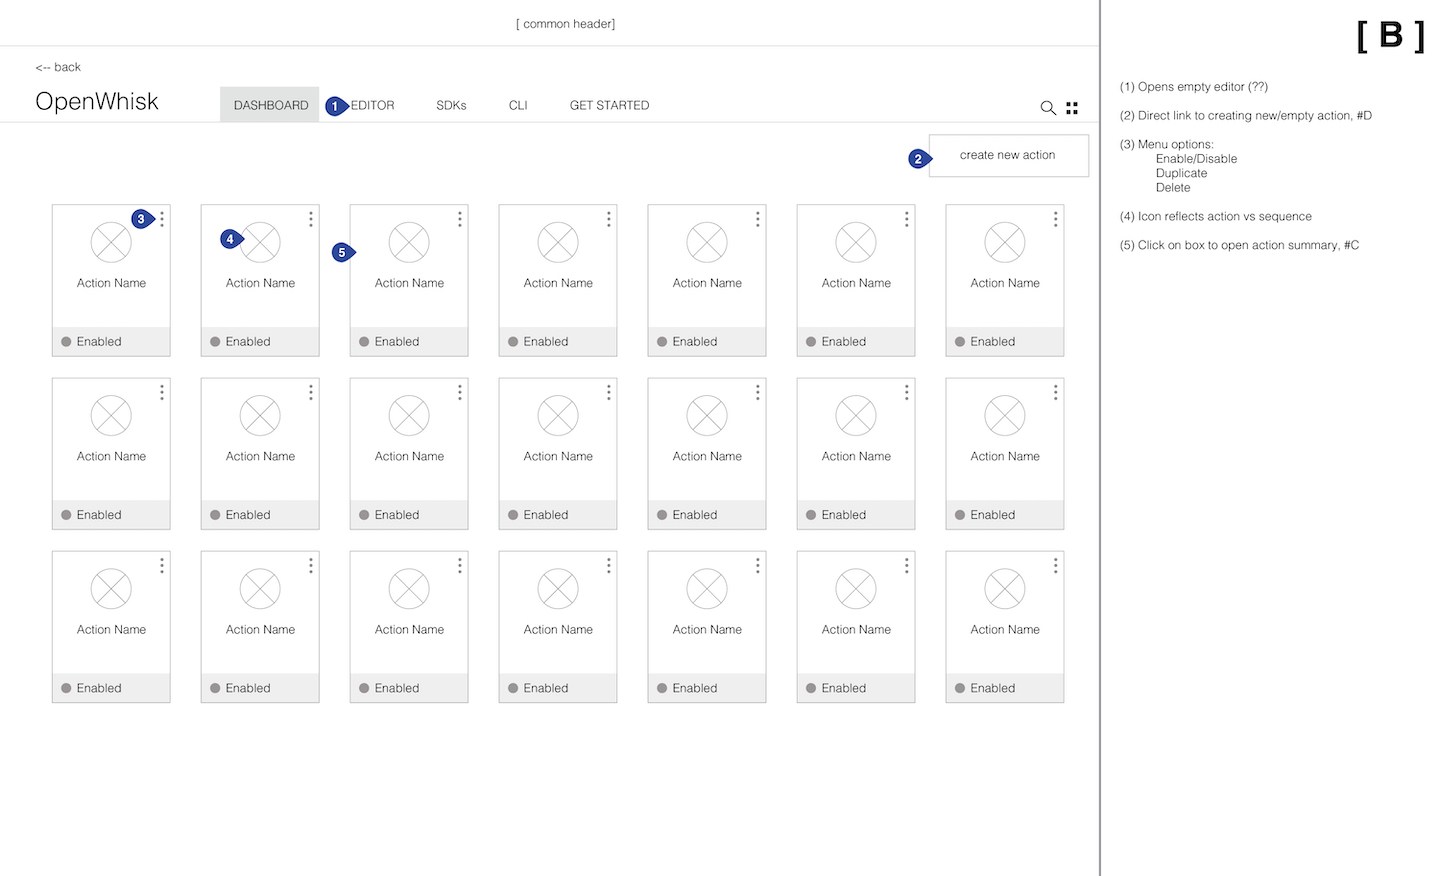 [ common header]
[ B ]
<-- back
OpenWhisk
DASHBOARD 1 EDITOR SDKs CLI GET STARTED
2 create new action
3
4
5
Action Name Action Name Action Name Action Name Action Name Action Name Action Name
Enabled Enabled Enabled Enabled Enabled Enabled Enabled
Action Name Action Name Action Name Action Name Action Name Action Name Action Name
Enabled Enabled Enabled Enabled Enabled Enabled Enabled
Action Name Action Name Action Name Action Name Action Name Action Name Action Name
Enabled Enabled Enabled Enabled Enabled Enabled Enabled
(1) Opens empty editor (??)
(2) Direct link to creating new/empty action, #D
(3) Menu options:
Enable/Disable
Duplicate
Delete
(4) Icon reflects action vs sequence
(5) Click on box to open action summary, #C